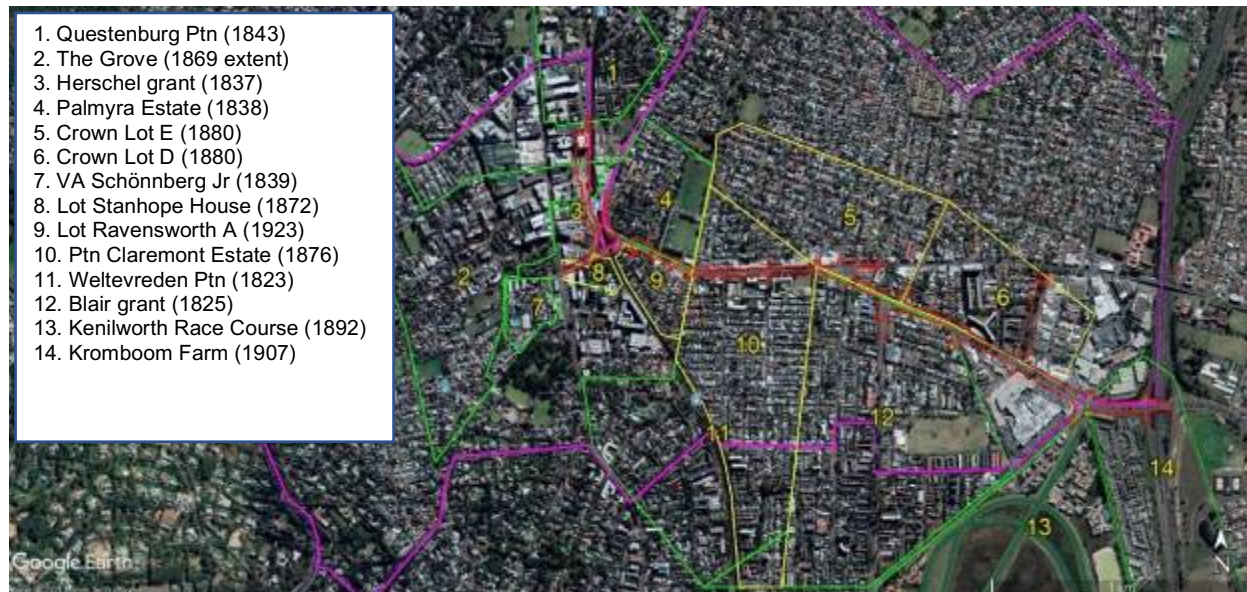 1. Questenburg Ptn (1843)
2. The Grove (1869 extent)
3. Herschel grant (1837)
4. Palmyra Estate (1838)
5. Crown Lot E (1880)
6. Crown Lot D (1880)
7. VA Schönnberg Jr (1839)
8. Lot Stanhope House (1872)
9. Lot Ravensworth A (1923)
10. Ptn Claremont Estate (1876)
11. Weltevreden Ptn (1823)
12. Blair grant (1825)
13. Kenilworth Race Course (1892)
14. Kromboom Farm (1907)
1
4
3
5
2
8
9
7
6
10
12
11
14
13
Google Earth
N